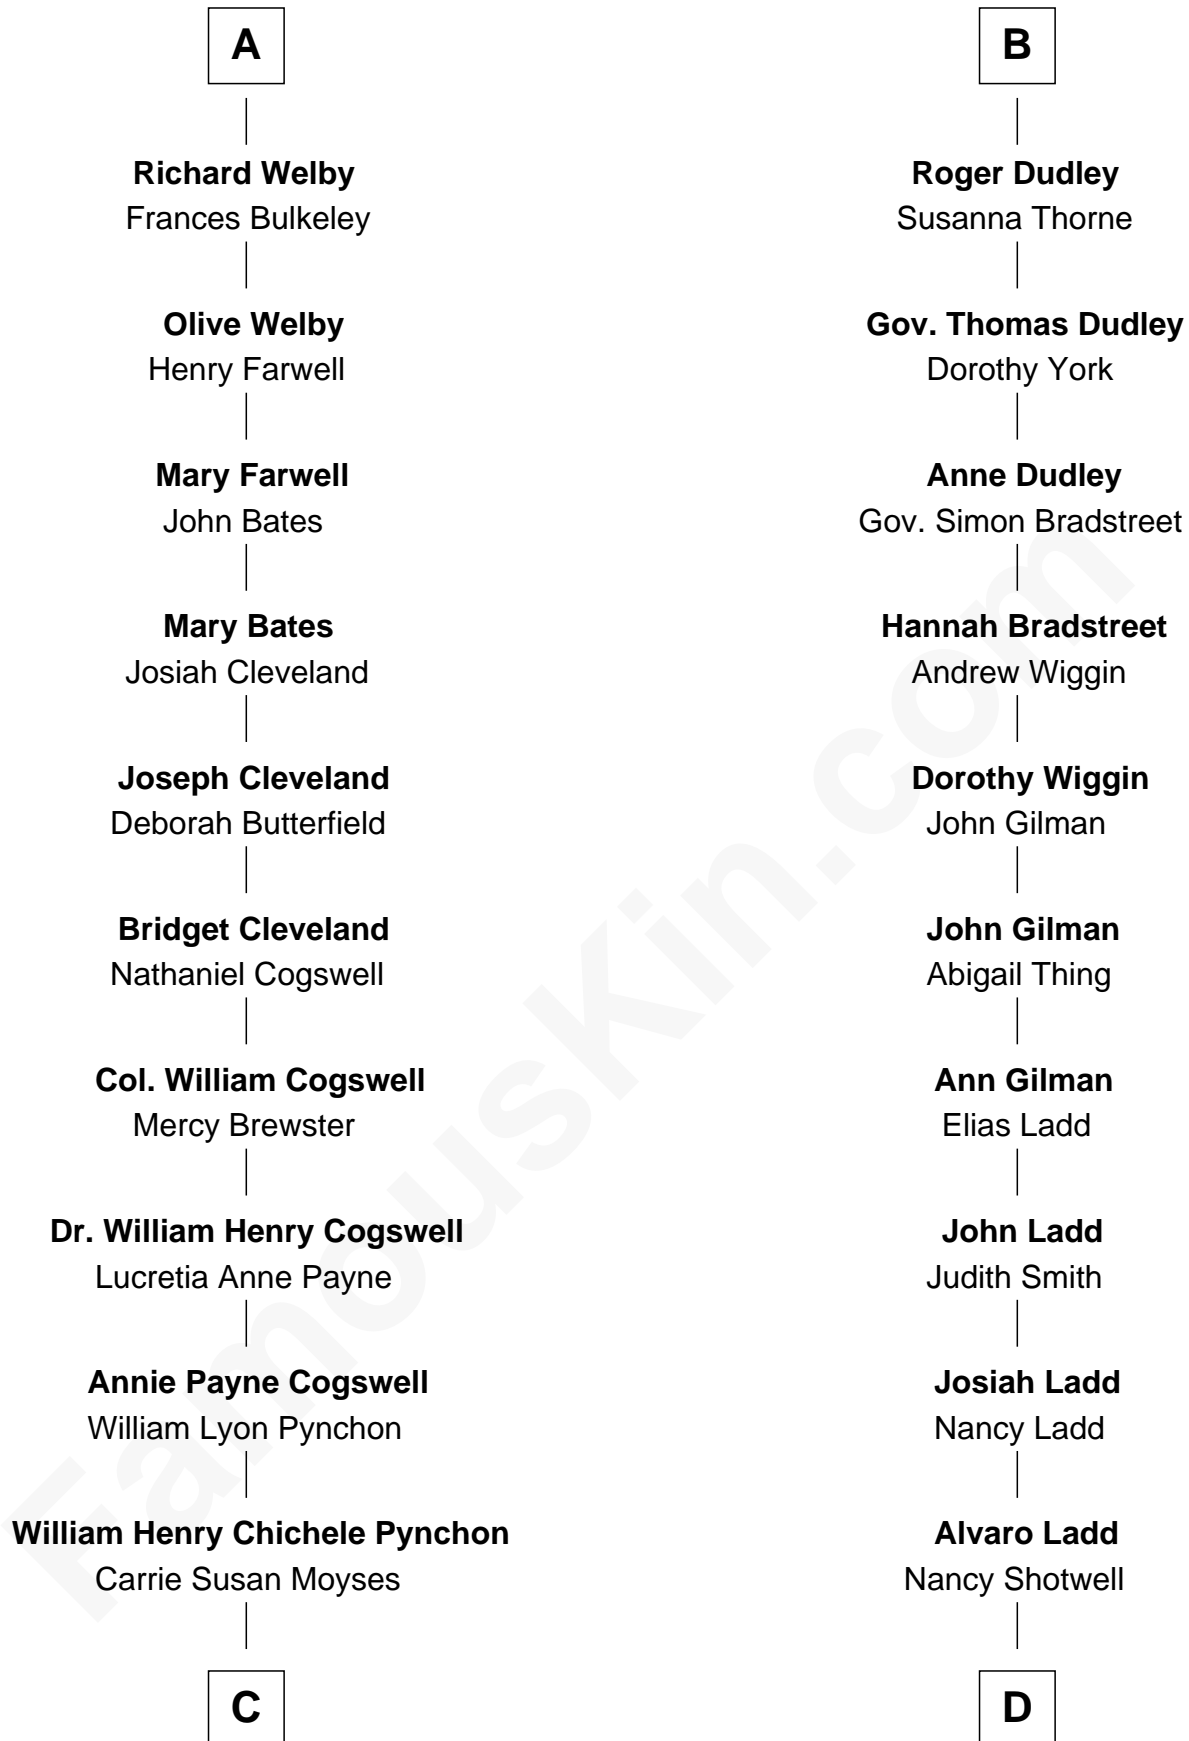 A
Richard Welby
Frances Bulkeley
Olive Welby
Henry Farwell
Mary Farwell
John Bates
Mary Bates
Josiah Cleveland
Joseph Cleveland
Deborah Butterfield
Bridget Cleveland
Nathaniel Cogswell
Col. William Cogswell
Mercy Brewster
Dr. William Henry Cogswell
Lucretia Anne Payne
Annie Payne Cogswell
William Lyon Pynchon
William Henry Chichele Pynchon
Carrie Susan Moyses
C
B
Roger Dudley
Susanna Thorne
Gov. Thomas Dudley
Dorothy York
Anne Dudley
Gov. Simon Bradstreet
Hannah Bradstreet
Andrew Wiggin
Dorothy Wiggin
John Gilman
John Gilman
Abigail Thing
Ann Gilman
Elias Ladd
John Ladd
Judith Smith
Josiah Ladd
Nancy Ladd
Alvaro Ladd
Nancy Shotwell
D
FamousKin.com